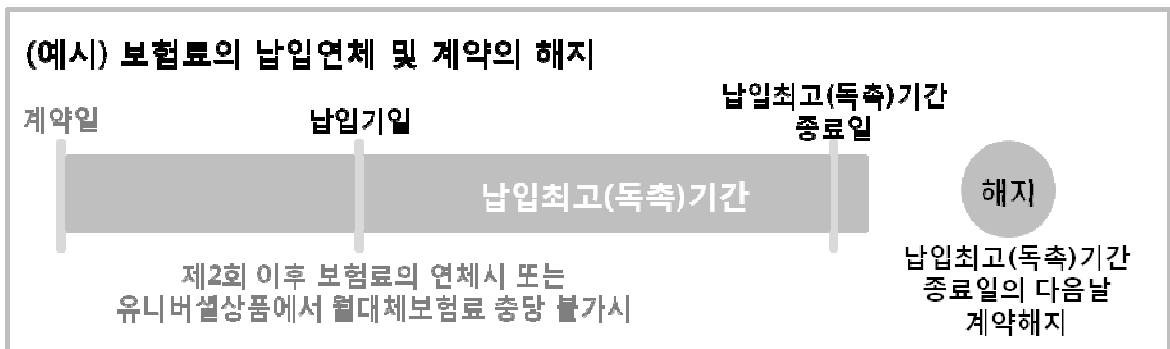 (예시) 보험료의 납입연체 및 계약의 해지
계약일
납입기일
납입최고(독촉)기간
종료일
납입최고(독촉)기간
해지
제2회 이후 보험료의 연체시 또는
유니버셜상품에서 월대체보험료 충당 불가시
납입최고(독촉)기간
종료일의 다음날
계약해지